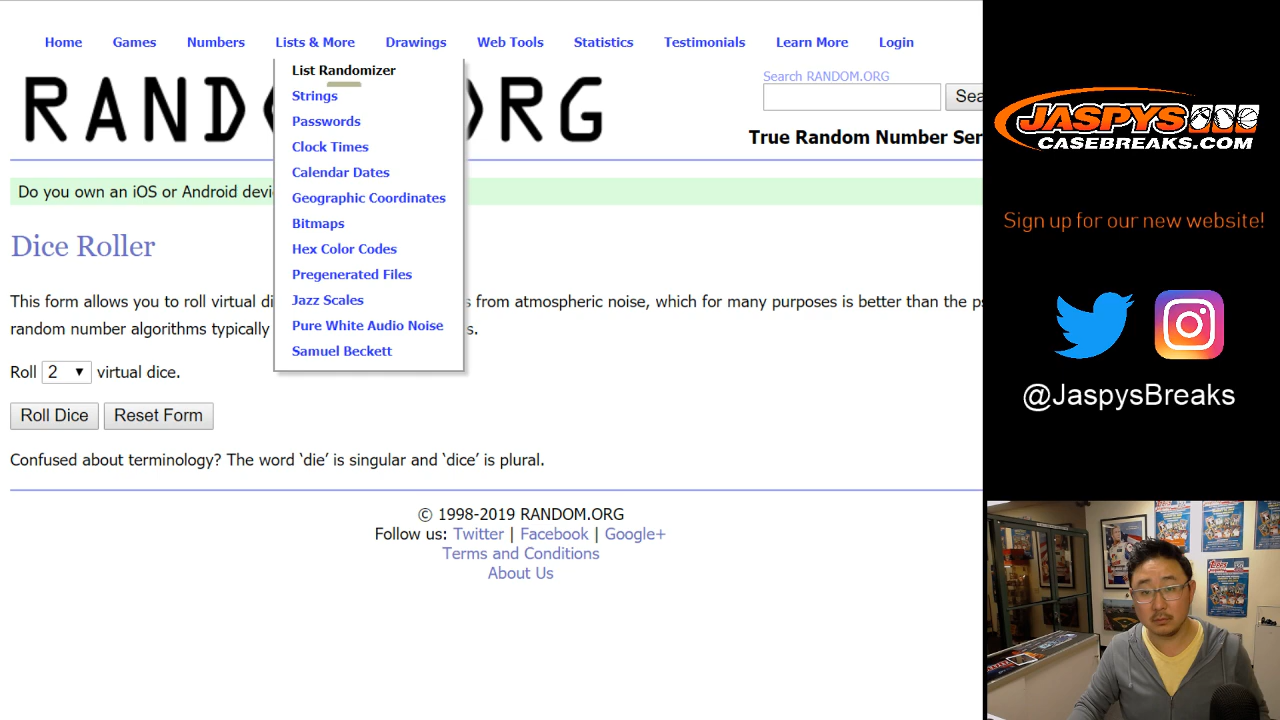 Home Games Numbers Lists & More Drawings Web Tools Statistics Testimonials Learn More Login
List Randomizer
Strings
Passwords
Clock Times
Calendar Dates
Geographic Coordinates
Bitmaps
Hex Color Codes
Pregenerated Files
Jazz Scales
Pure White Audio Noise
Samuel Beckett
RAND ORG
Search RANDOM.ORG
Sea
True Random Number Ser
Do you own an iOS or Android devi
Dice Roller
This form allows you to roll virtual di s from atmospheric noise, which for many purposes is better than the ps
random number algorithms typically s.
Roll 2 virtual dice.
Roll Dice Reset Form
Confused about terminology? The word ‘die’ is singular and ‘dice’ is plural.
© 1998-2019 RANDOM.ORG
Follow us: Twitter | Facebook | Google+
Terms and Conditions
About Us
JASPYS
CASEBREAKS.COM
Sign up for our new website!
@JaspysBreaks